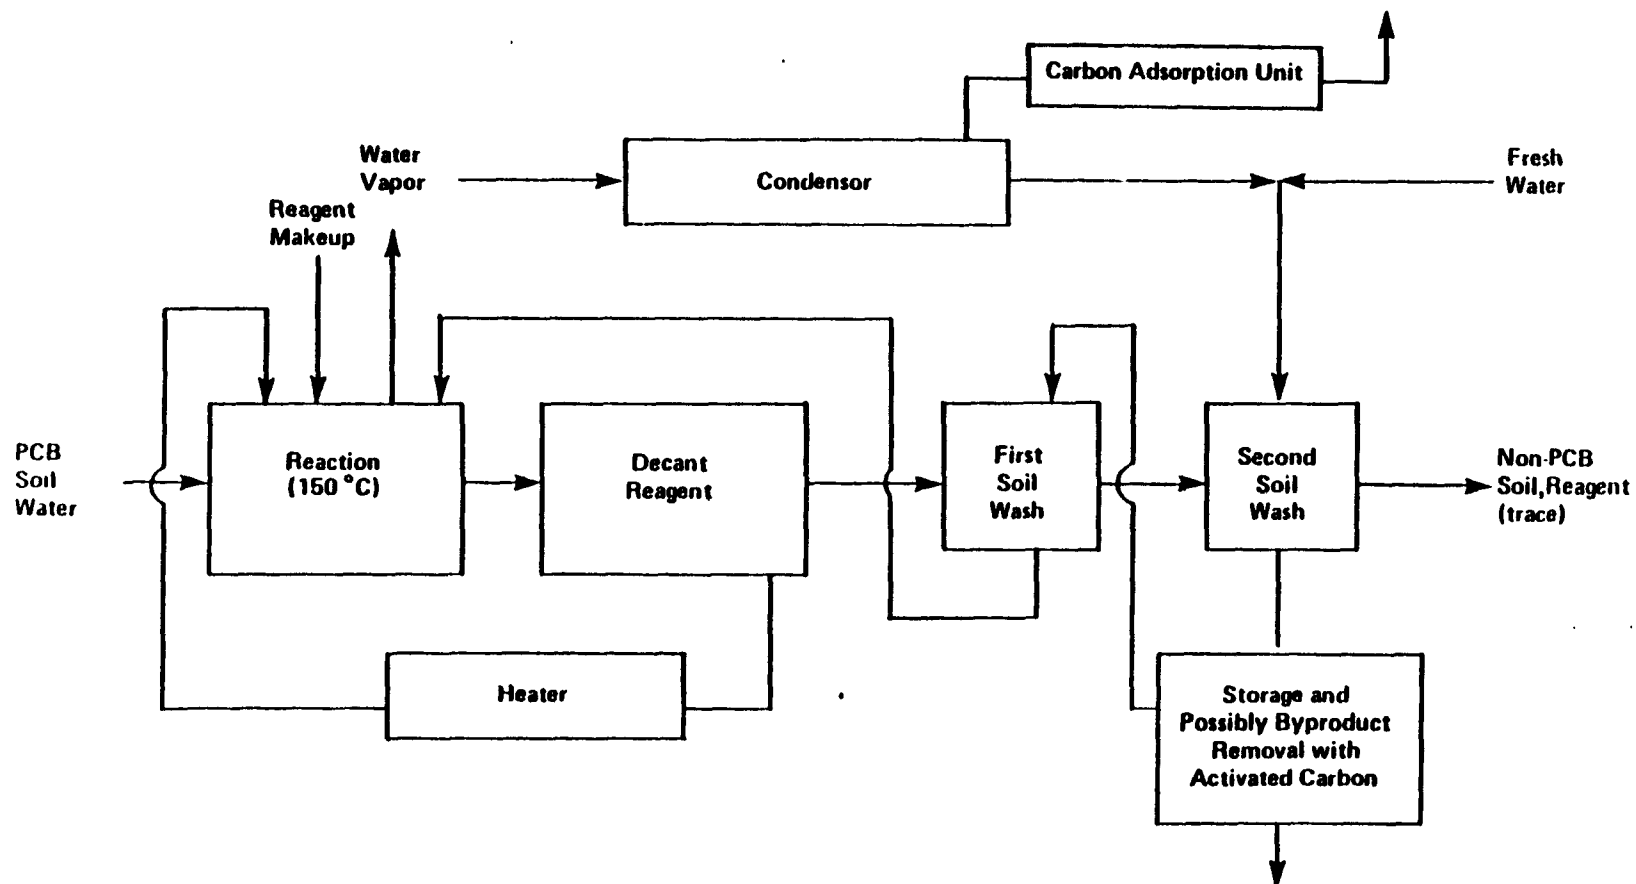 Carbon Adsorption Unit
Water
Vapor
Condensor
Fresh
Water
Reagent
Makeup
PCB
Soil
Water
Reaction
(150 °C)
Decant
Reagent
First
Soil
Wash
Second
Soil
Wash
Non-PCB
Soil, Reagent
(trace)
Heater
Storage and
Possibly Byproduct
Removal with
Activated Carbon